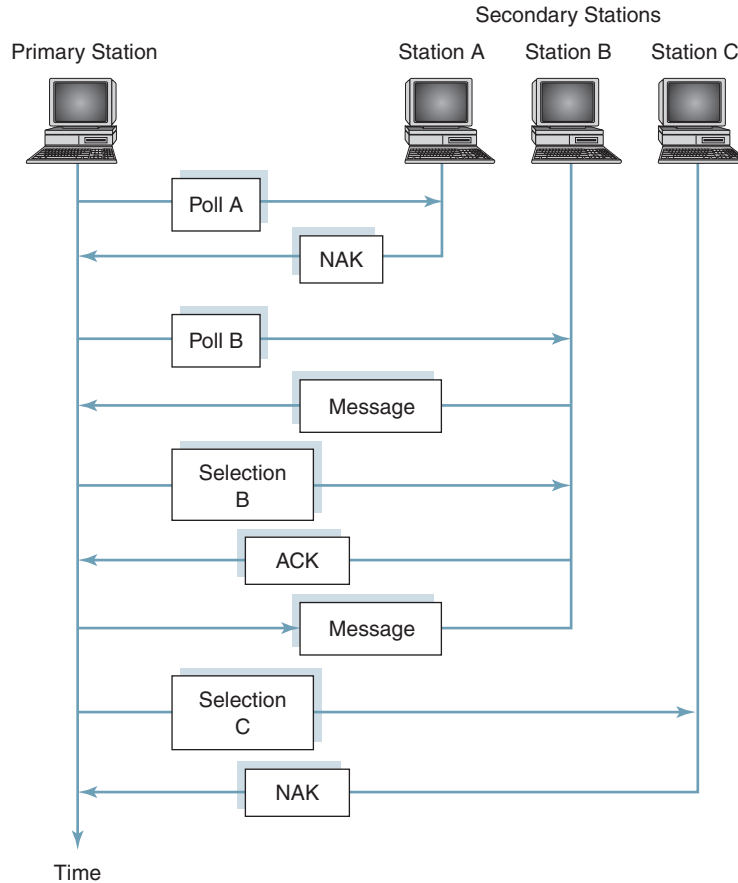 Secondary Stations
Primary Station
Station A
Station B
Station C
Poll A
NAK
Poll B
Message
Selection
B
ACK
Message
Selection
C
NAK
Time